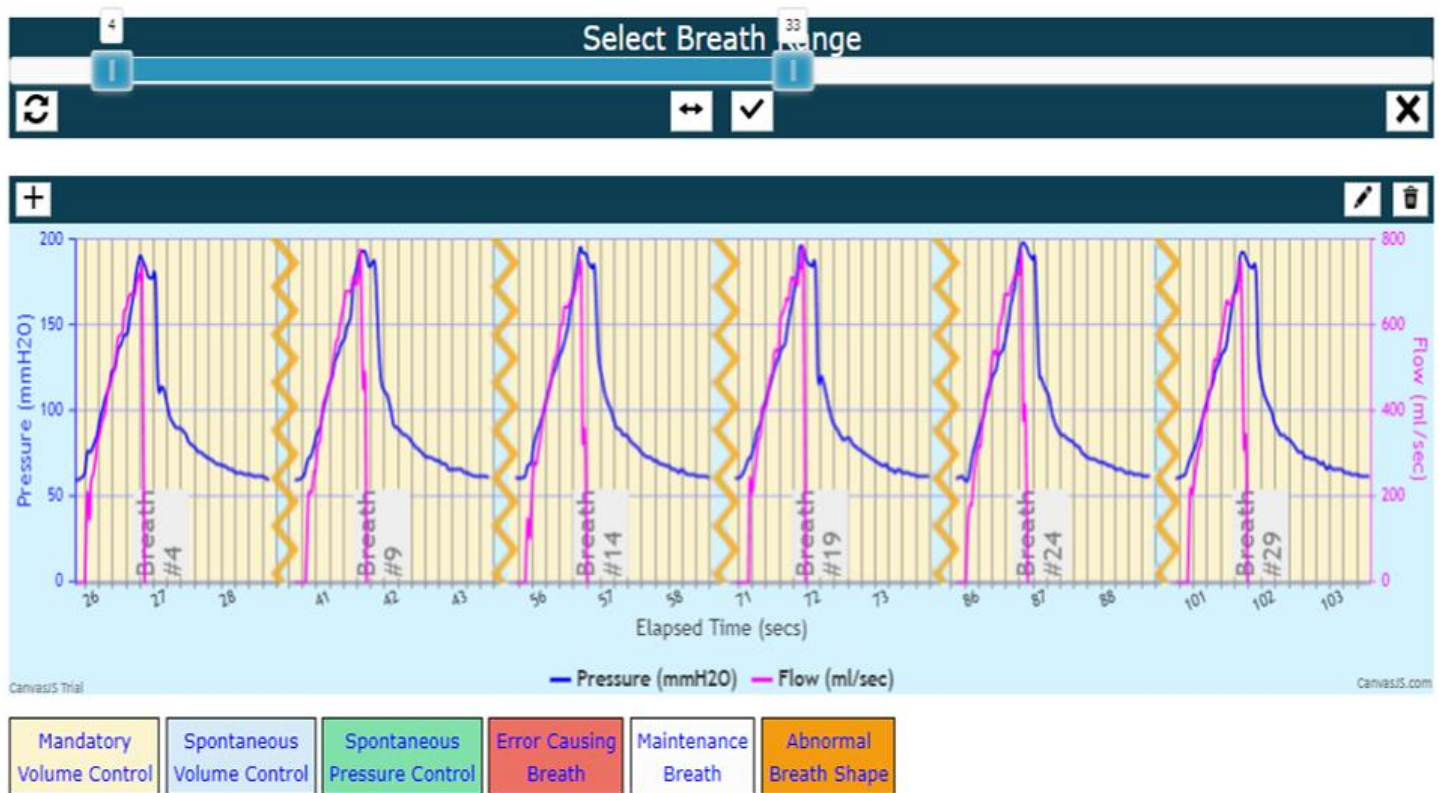 4
33
Select Breath Range
200
150
100
50
0
Pressure (mmH2O)
800
600
400
200
0
Flow (ml/sec)
Breath #4
Breath #9
Breath #14
Breath #19
Breath #24
Breath #29
26 27 28 41 42 43 56 57 58 71 72 73 86 87 88 101 102 103
Elapsed Time (secs)
Pressure (mmH2O) Flow (ml/sec)
CanvasJS Trial
CanvasJS.com
Mandatory
Volume Control
Spontaneous
Volume Control
Spontaneous
Pressure Control
Error Causing
Breath
Maintenance
Breath
Abnormal
Breath Shape